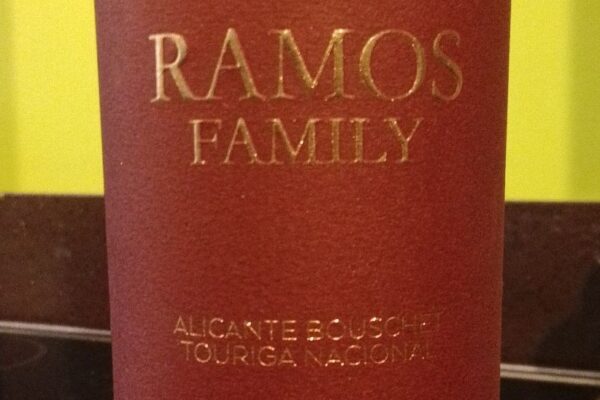 RAMOS
FAMILY
ALICANTE BOUSCHET
TOURIGA NACIONAL